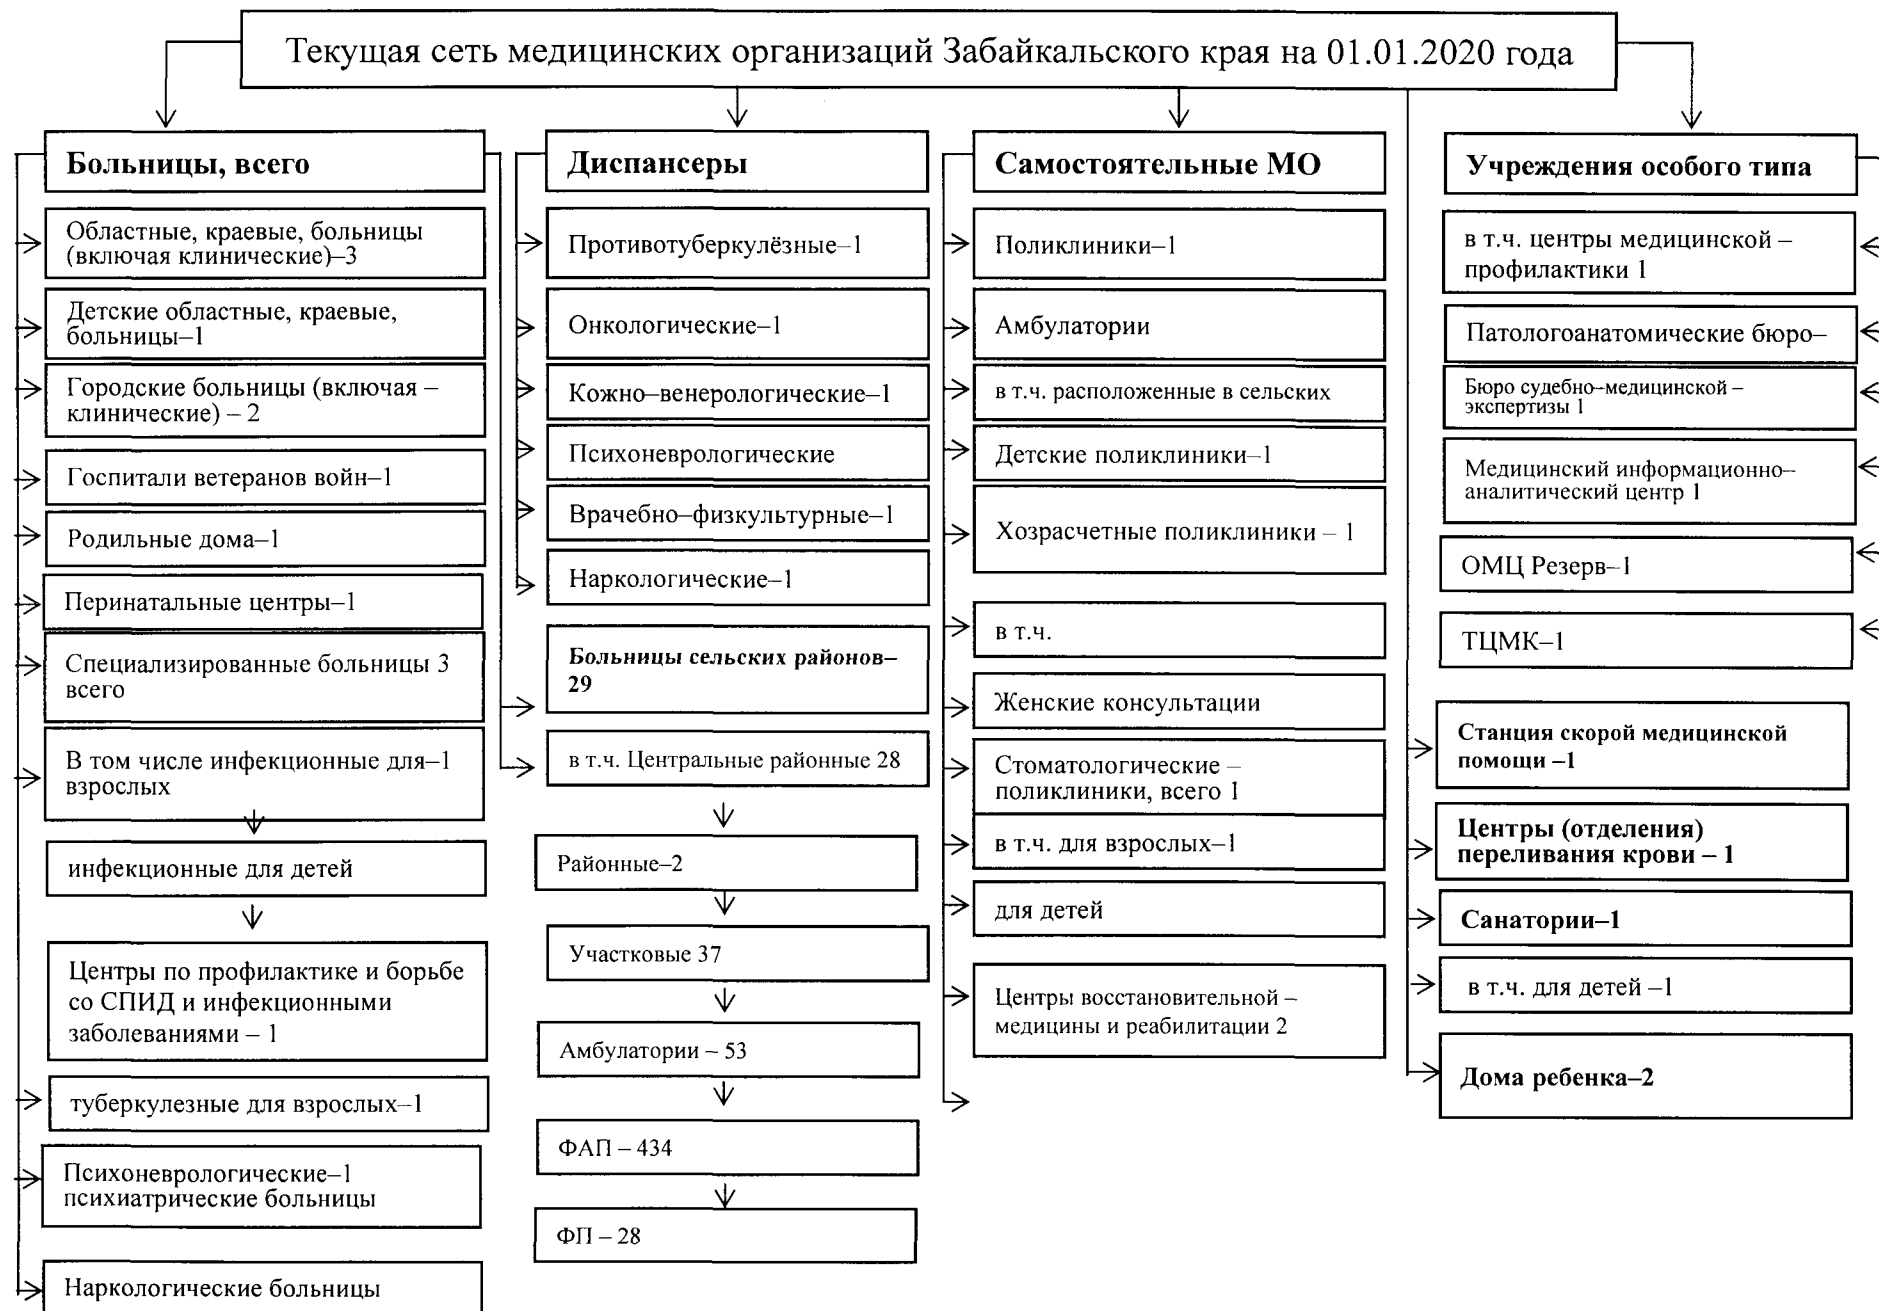 Текущая сеть медицинских организаций Забайкальского края на 01.01.2020 года
Больницы, всего
Областные, краевые, больницы
(включая клинические)–3
Детские областные, краевые,
больницы–1
Городские больницы (включая –
клинические) – 2
Госпитали ветеранов войн–1
Родильные дома–1
Перинатальные центры–1
Специализированные больницы 3
всего
В том числе инфекционные для–1
взрослых
инфекционные для детей
Центры по профилактике и борьбе
со СПИД и инфекционными
заболеваниями – 1
туберкулезные для взрослых–1
Психоневрологические–1
психиатрические больницы
Наркологические больницы
Диспансеры
Противотуберкулёзные–1
Онкологические–1
Кожно–венерологические–1
Психоневрологические
Врачебно–физкультурные–1
Наркологические–1
Больницы сельских районов–
29
в т.ч. Центральные районные 28
Районные–2
Участковые 37
Амбулатории – 53
ФАП – 434
ФП – 28
Самостоятельные МО
Поликлиники–1
Амбулатории
в т.ч. расположенные в сельских
Детские поликлиники–1
Хозрасчетные поликлиники – 1
в т.ч.
Женские консультации
Стоматологические –
поликлиники, всего 1
в т.ч. для взрослых–1
для детей
Центры восстановительной –
медицины и реабилитации 2
Учреждения особого типа
в т.ч. центры медицинской –
профилактики 1
Патологоанатомические бюро–
Бюро судебно–медицинской –
экспертизы 1
Медицинский информационно–
аналитический центр 1
ОМЦ Резерв–1
ТЦМК–1
Станция скорой медицинской
помощи –1
Центры (отделения)
переливания крови – 1
Санатории–1
в т.ч. для детей –1
Дома ребенка–2